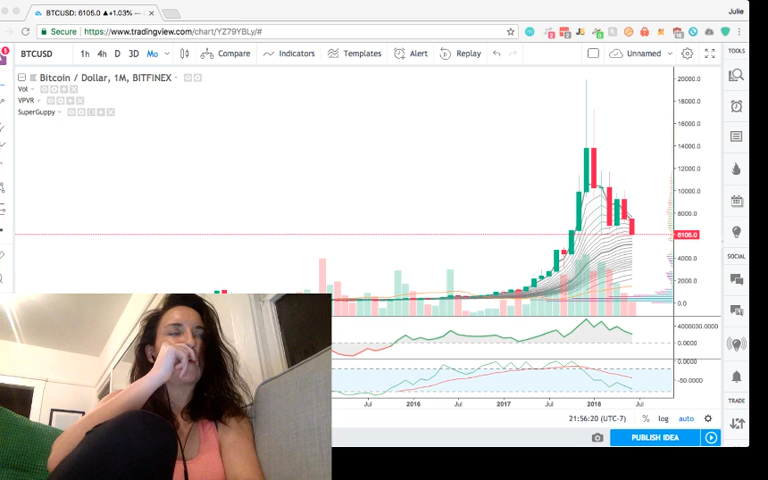 BTCUSD: 6105.0 ▲+1.03%
Julie
Secure https://www.tradingview.com/chart/YZ79YBLy/#
BTCUSD 1h 4h D 3D Mo Compare Indicators Templates Alert Replay Unnamed TOOLS
Bitcoin / Dollar, 1M, BITFINEX
Vol
VPVR
SuperGuppy
20000.0
18000.0
16000.0
14000.0
12000.0
10000.0
8000.0
6105.0
SOCIAL
4000.0
2000.0
0.0
4000000.0000
0.0000
0.0000
-50.0000
TRADE
Jul 2016 Jul 2017 Jul 2018 Jul
21:56:20 (UTC-7) % log auto
PUBLISH IDEA